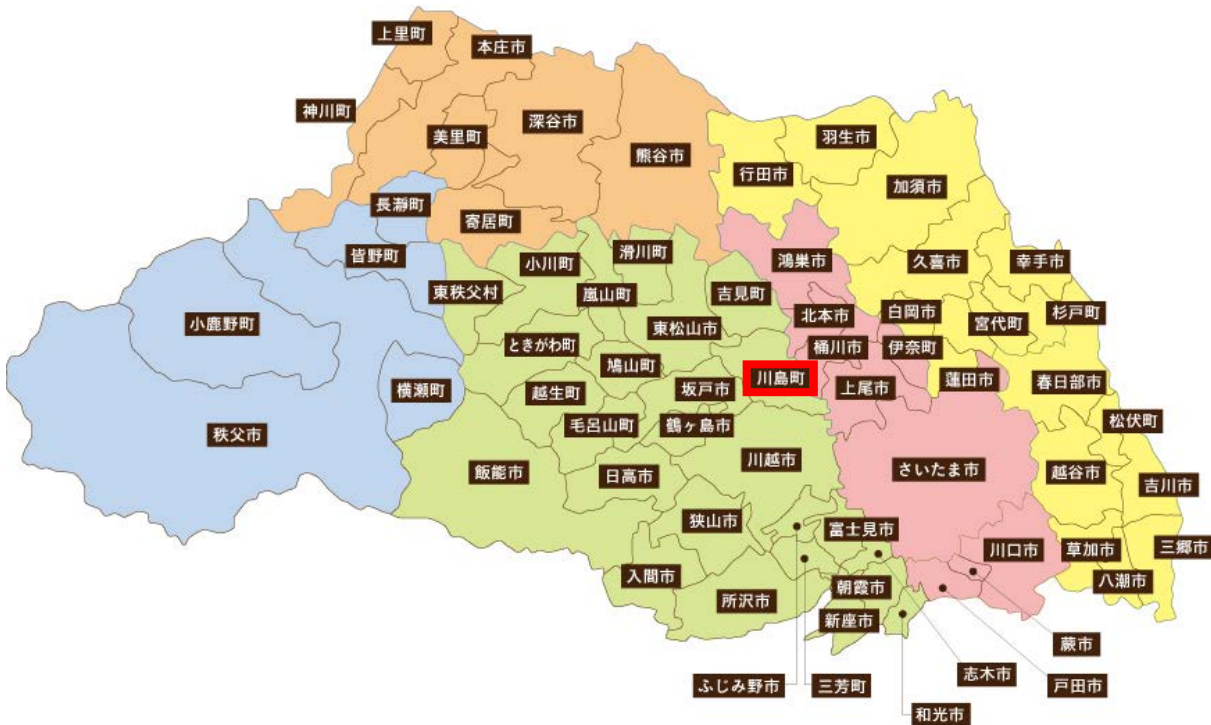 上里町
本庄市
神川町
美里町
深谷市
熊谷市
羽生市
行田市
加須市
長瀞町
寄居町
皆野町
小川町
滑川町
鴻巣市
久喜市
幸手市
東秩父村
嵐山町
吉見町
小鹿野町
東松山市
北本市
白岡市
宮代町
杉戸町
ときがわ町
鳩山町
桶川市
伊奈町
横瀬町
越生町
坂戸市
川島町
上尾市
蓮田市
春日部市
秩父市
毛呂山町
鶴ヶ島市
松伏町
飯能市
日高市
川越市
さいたま市
越谷市
吉川市
狭山市
富士見市
川口市
草加市
三郷市
入間市
所沢市
朝霞市
八潮市
新座市
蕨市
ふじみ野市
三芳町
志木市
戸田市
和光市